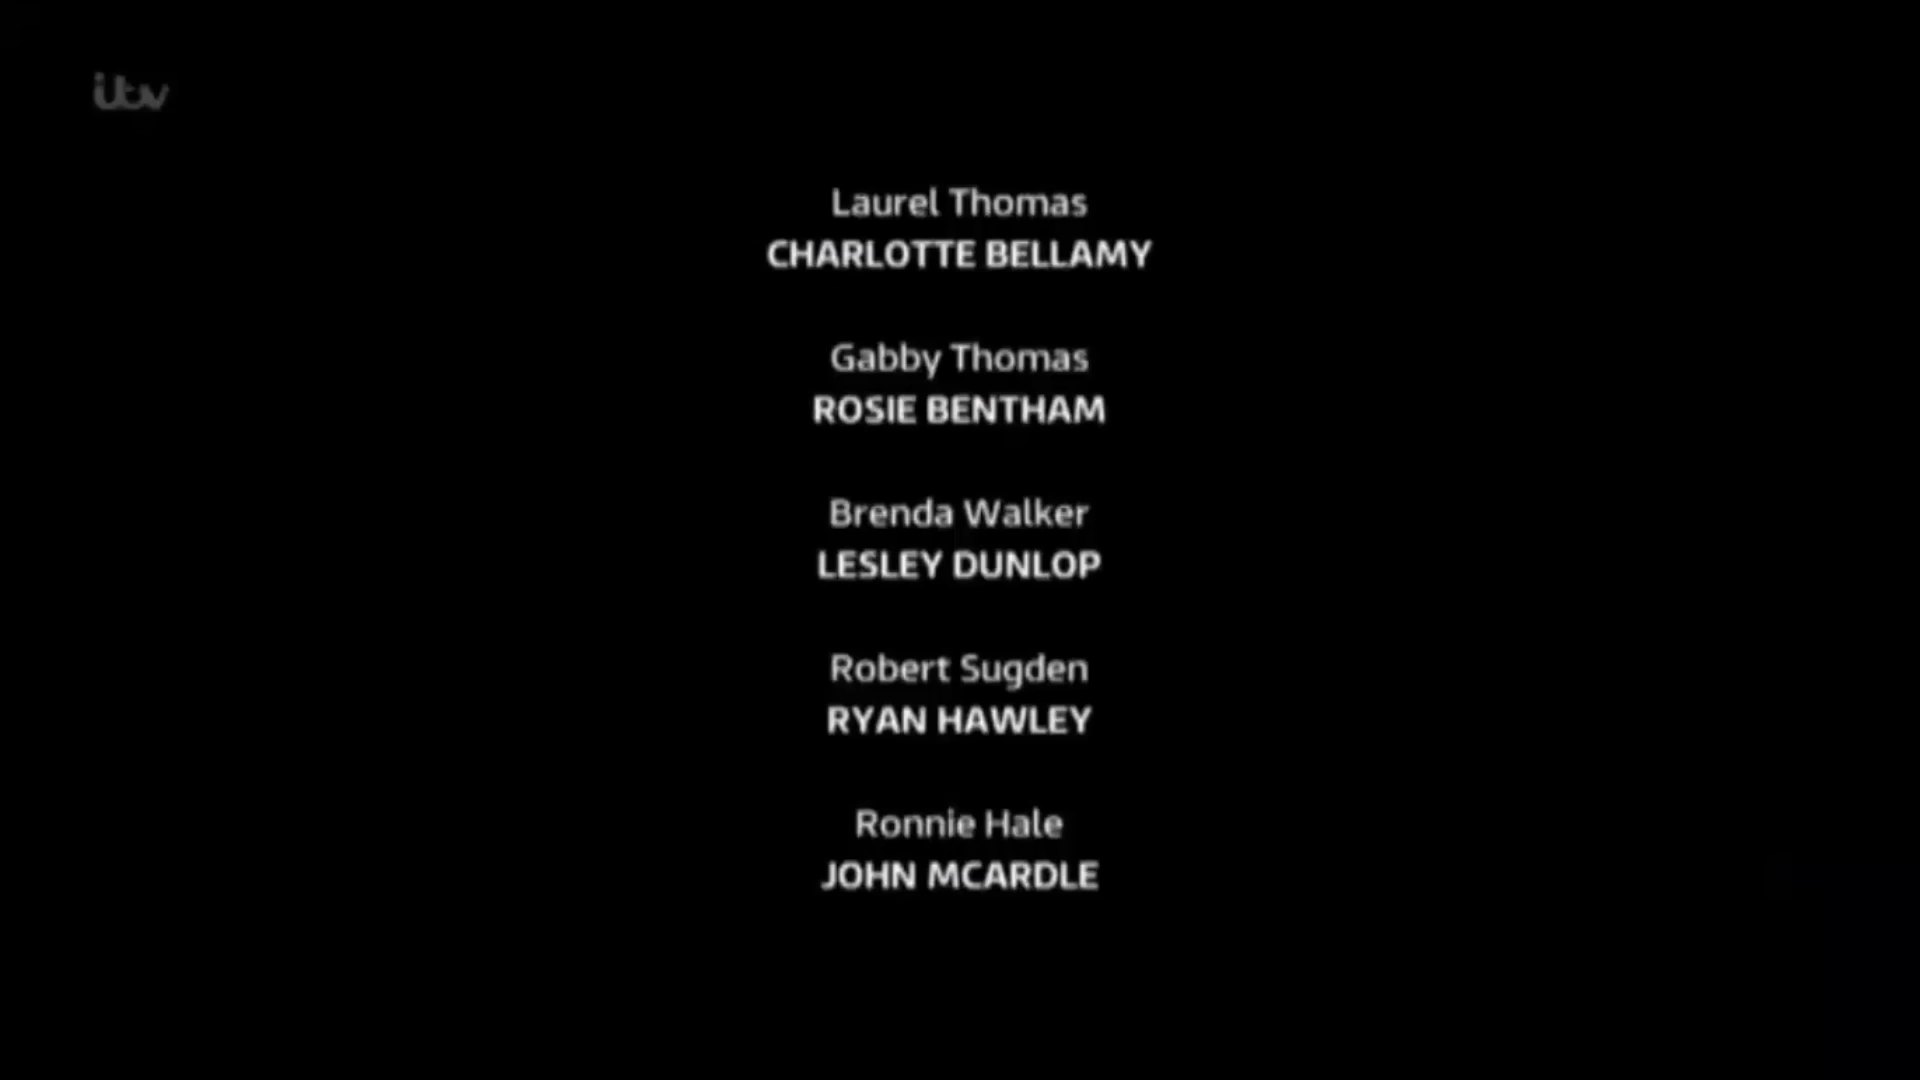 itv
Laurel Thomas
CHARLOTTE BELLAMY
Gabby Thomas
ROSIE BENTHAM
Brenda Walker
LESLEY DUNLOP
Robert Sugden
RYAN HAWLEY
Ronnie Hale
JOHN MCARDLE